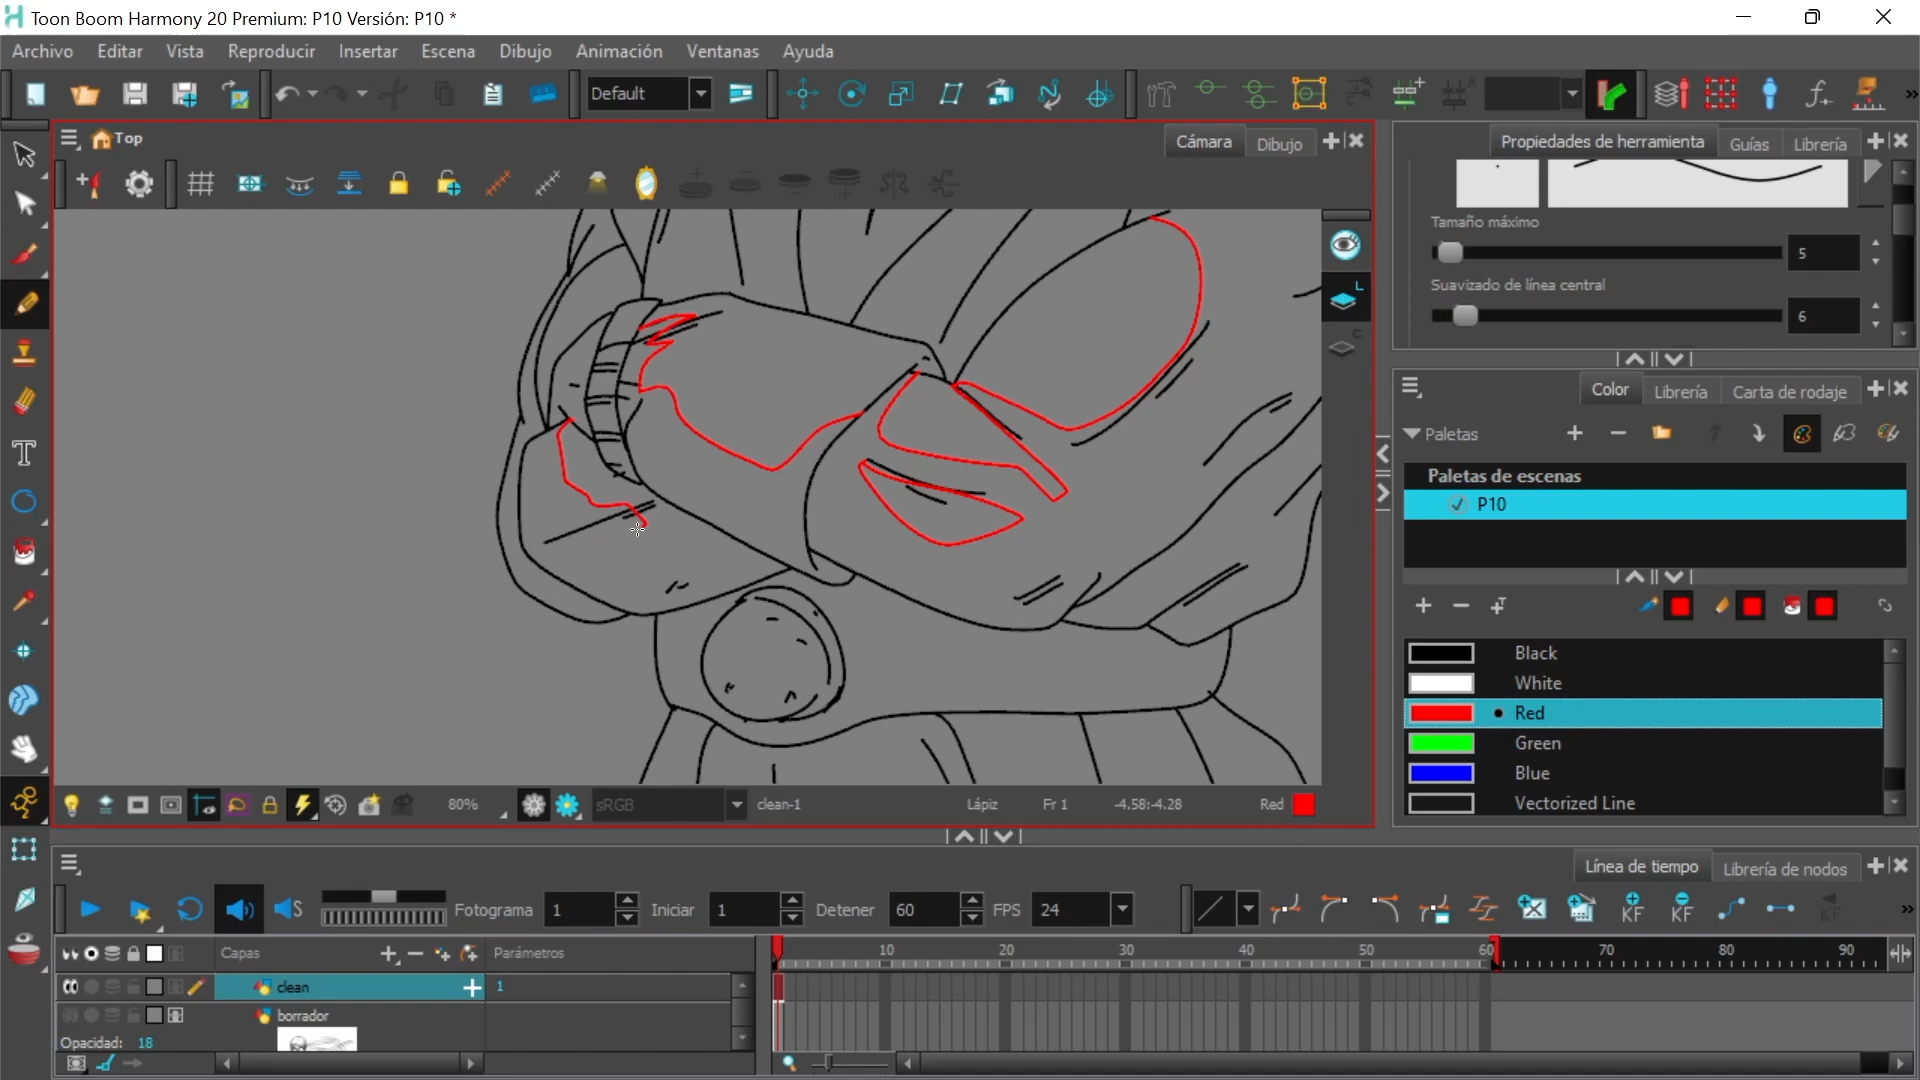 Toon Boom Harmony 20 Premium: P10 Versión: P10 *
Archivo Editar Vista Reproducir Insertar Escena Dibujo Animación Ventanas Ayuda
Default
Top
Cámara Dibujo
Propiedades de herramienta Guías Librería
Tamaño máximo
5
Suavizado de línea central
6
L
C
Color Librería Carta de rodaje
Paletas
Paletas de escenas
P10
Black
White
Red
Green
Blue
Vectorized Line
80% sRGB clean-1 Lápiz Fr 1 -4.58:-4.28 Red
Línea de tiempo Librería de nodos
S Fotograma 1 Iniciar 1 Detener 60 FPS 24 KF KF KF
Capas Parámetros 10 20 30 40 50 60 70 80 90
clean 1
borrador
Opacidad: 18